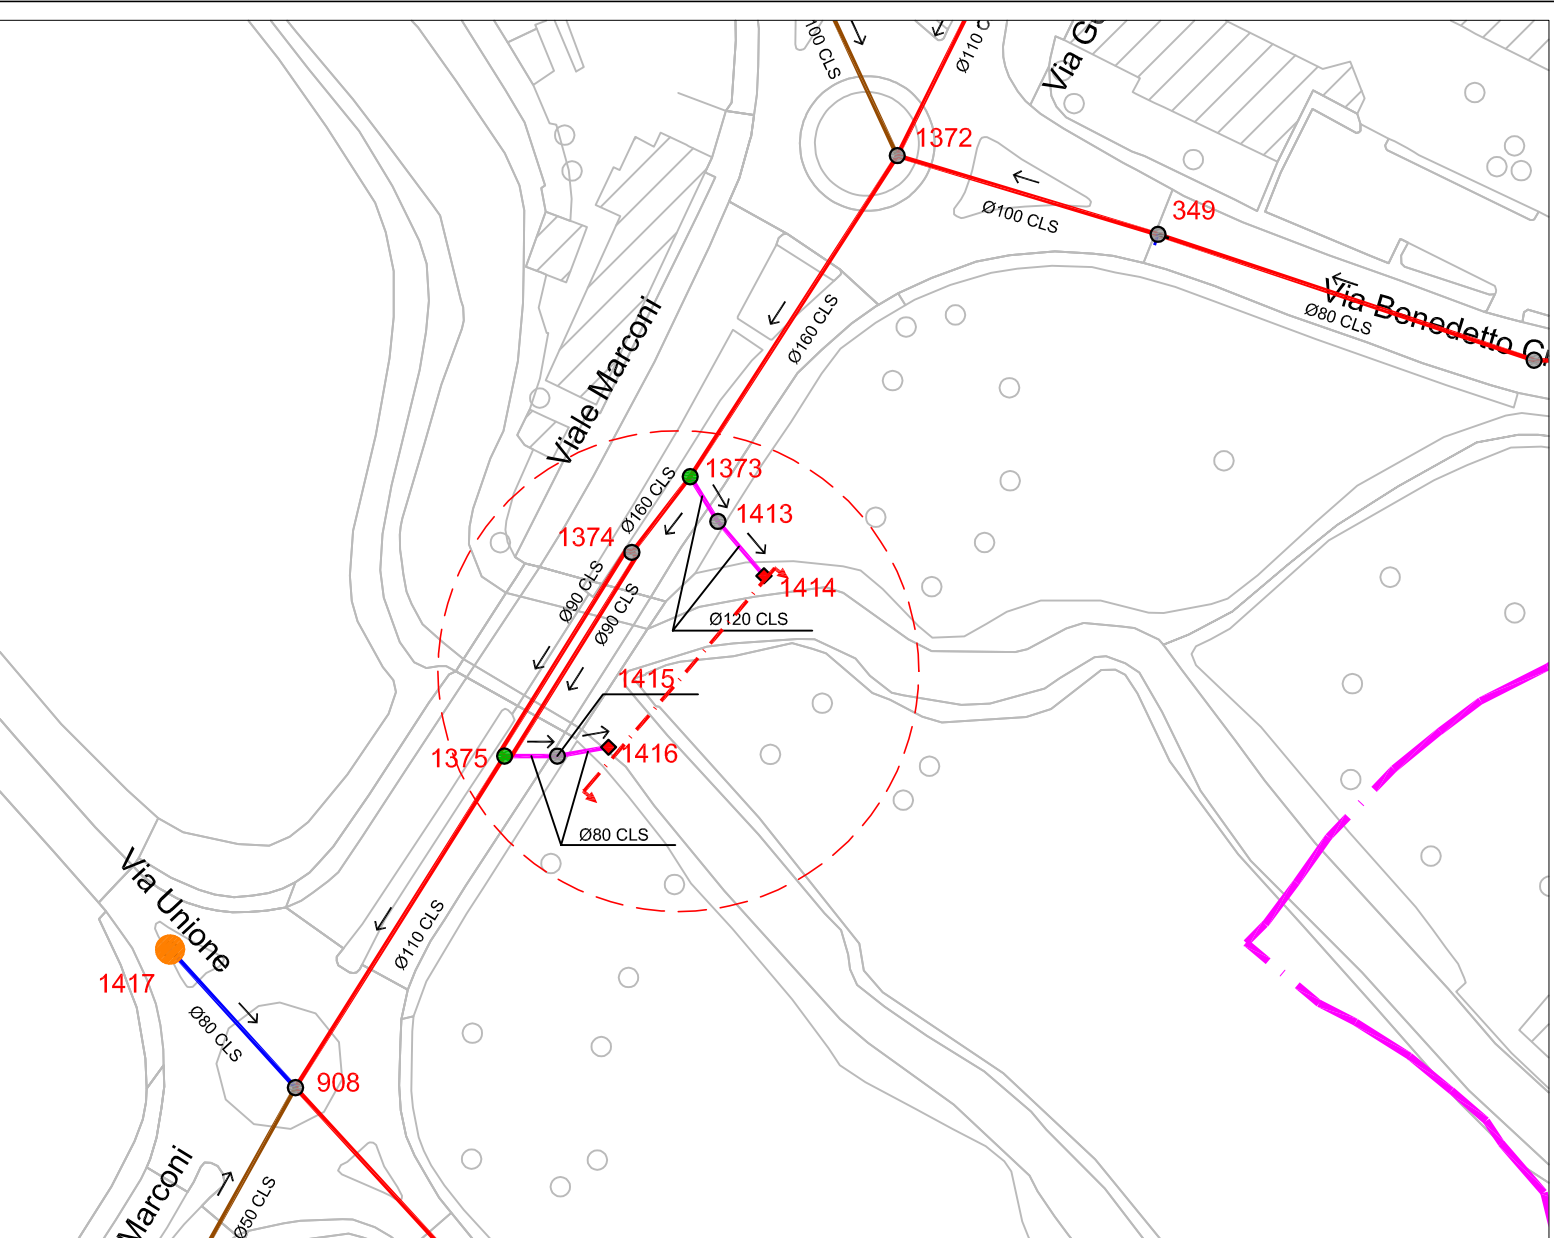 100 CLS
Ø110 C
Via G
1372
349
Ø100 CLS
Via Benedetto C
Ø80 CLS
Ø160 CLS
Viale Marconi
1373
Ø160 CLS
1413
1374
1414
Ø90 CLS
Ø90 CLS
Ø120 CLS
1415
1375
1416
Ø80 CLS
Via Unione
Ø110 CLS
1417
Ø80 CLS
908
Marconi
Ø50 CLS